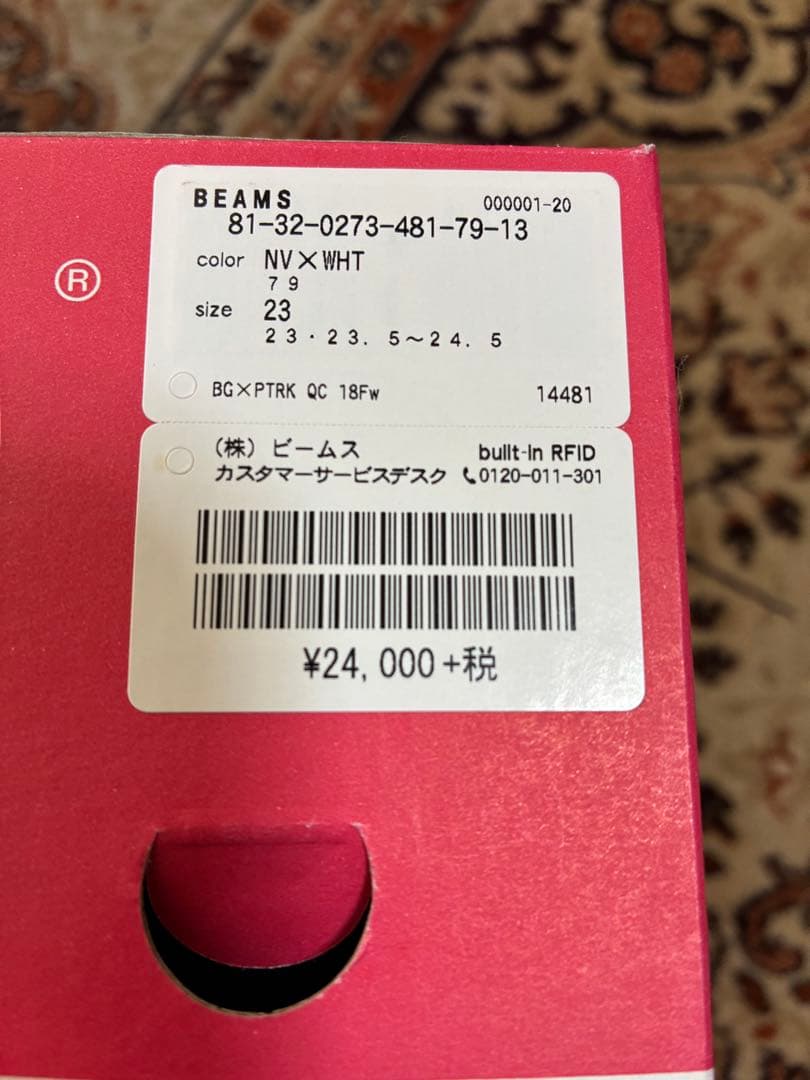 BEAMS 000001-20
81-32-0273-481-79-13
®
color NV×WHT
79
size 23
23・23.5〜24.5
BG×PTRK QC 18Fw 14481
(株) ビームス built-in RFID
カスタマーサービスデスク 0120-011-301
¥24,000+税